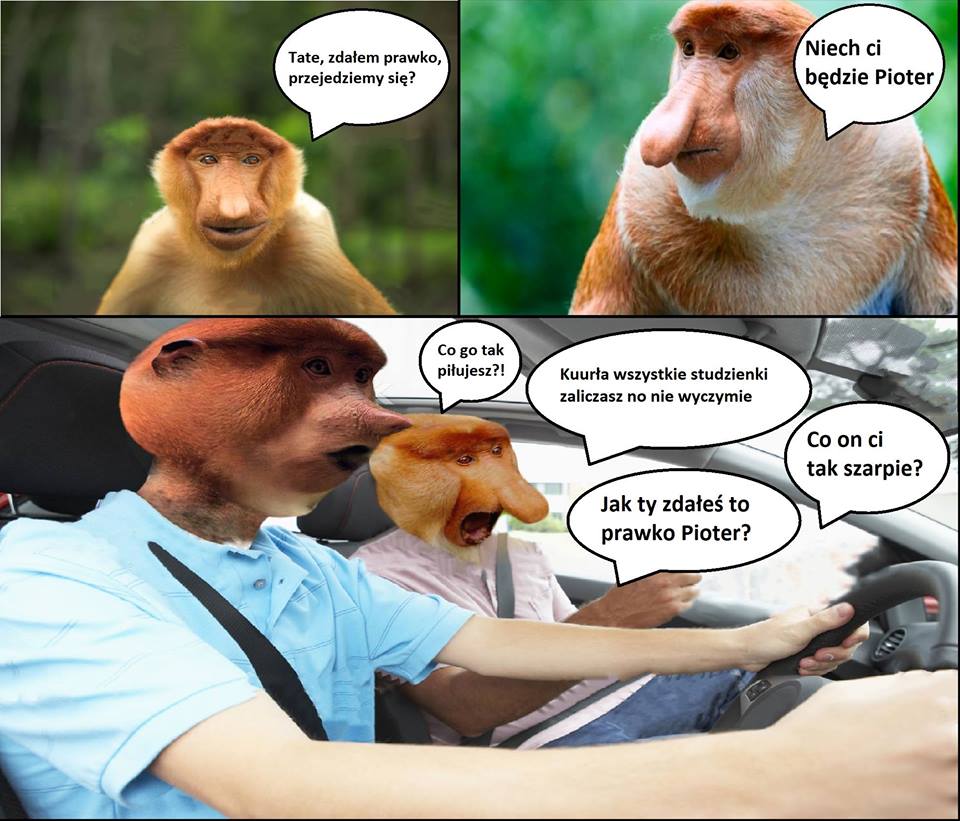 Tate, zdałem prawko,
przejedziemy się?
Niech ci
będzie Pioter
Co go tak
piłujesz?!
Kuurła wszystkie studzienki
zaliczasz no nie wyczymie
Co on ci
tak szarpie?
Jak ty zdałeś to
prawko Pioter?